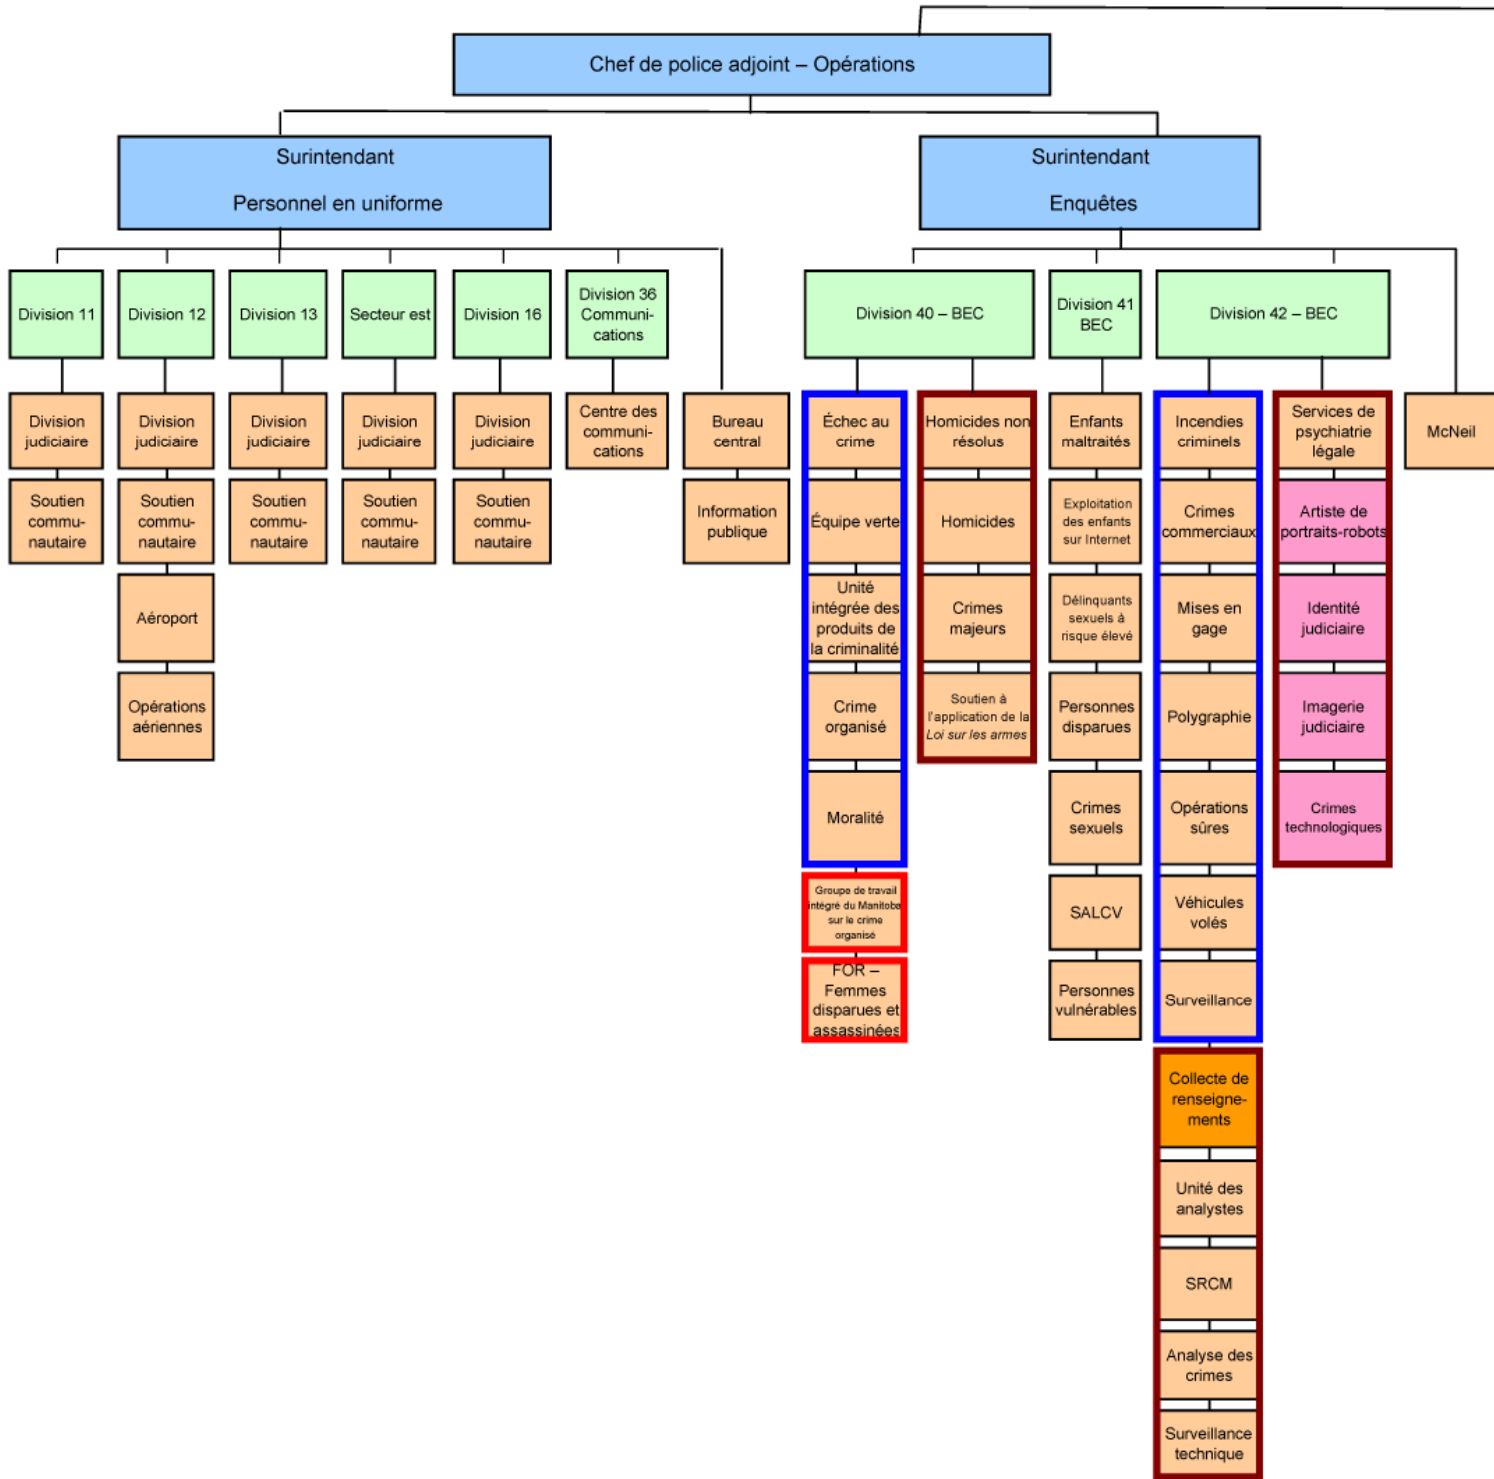 Chef de police adjoint – Opérations
Surintendant
Personnel en uniforme
Surintendant
Enquêtes
Division 11
Division 12
Division 13
Secteur est
Division 16
Division 36
Communi-
cations
Division 40 – BEC
Division 41
BEC
Division 42 – BEC
Division
judiciaire
Soutien
commu-
nautaire
Division
judiciaire
Soutien
commu-
nautaire
Aéroport
Opérations
aériennes
Division
judiciaire
Soutien
commu-
nautaire
Division
judiciaire
Soutien
commu-
nautaire
Division
judiciaire
Soutien
commu-
nautaire
Centre des
communi-
cations
Bureau
central
Information
publique
Échec au
crime
Équipe verte
Unité
intégrée des
produits de
la criminalité
Crime
organisé
Moralité
Groupe de travail
intégré du Manitoba
sur le crime
organisé
FOR –
Femmes
disparues et
assassinées
Homicides non
résolus
Homicides
Crimes
majeurs
Soutien à
l'application de la
Loi sur les armes
Enfants
maltraités
Exploitation
des enfants
sur Internet
Délinquants
sexuels à
risque élevé
Personnes
disparues
Crimes
sexuels
SALCV
Personnes
vulnérables
Incendies
criminels
Crimes
commerciaux
Mises en
gage
Polygraphie
Opérations
sûres
Véhicules
volés
Surveillance
Collecte de
renseigne-
ments
Unité des
analystes
SRCM
Analyse des
crimes
Surveillance
technique
Services de
psychiatrie
légale
Artiste de
portraits-robots
Identité
judiciaire
Imagerie
judiciaire
Crimes
technologiques
McNeil